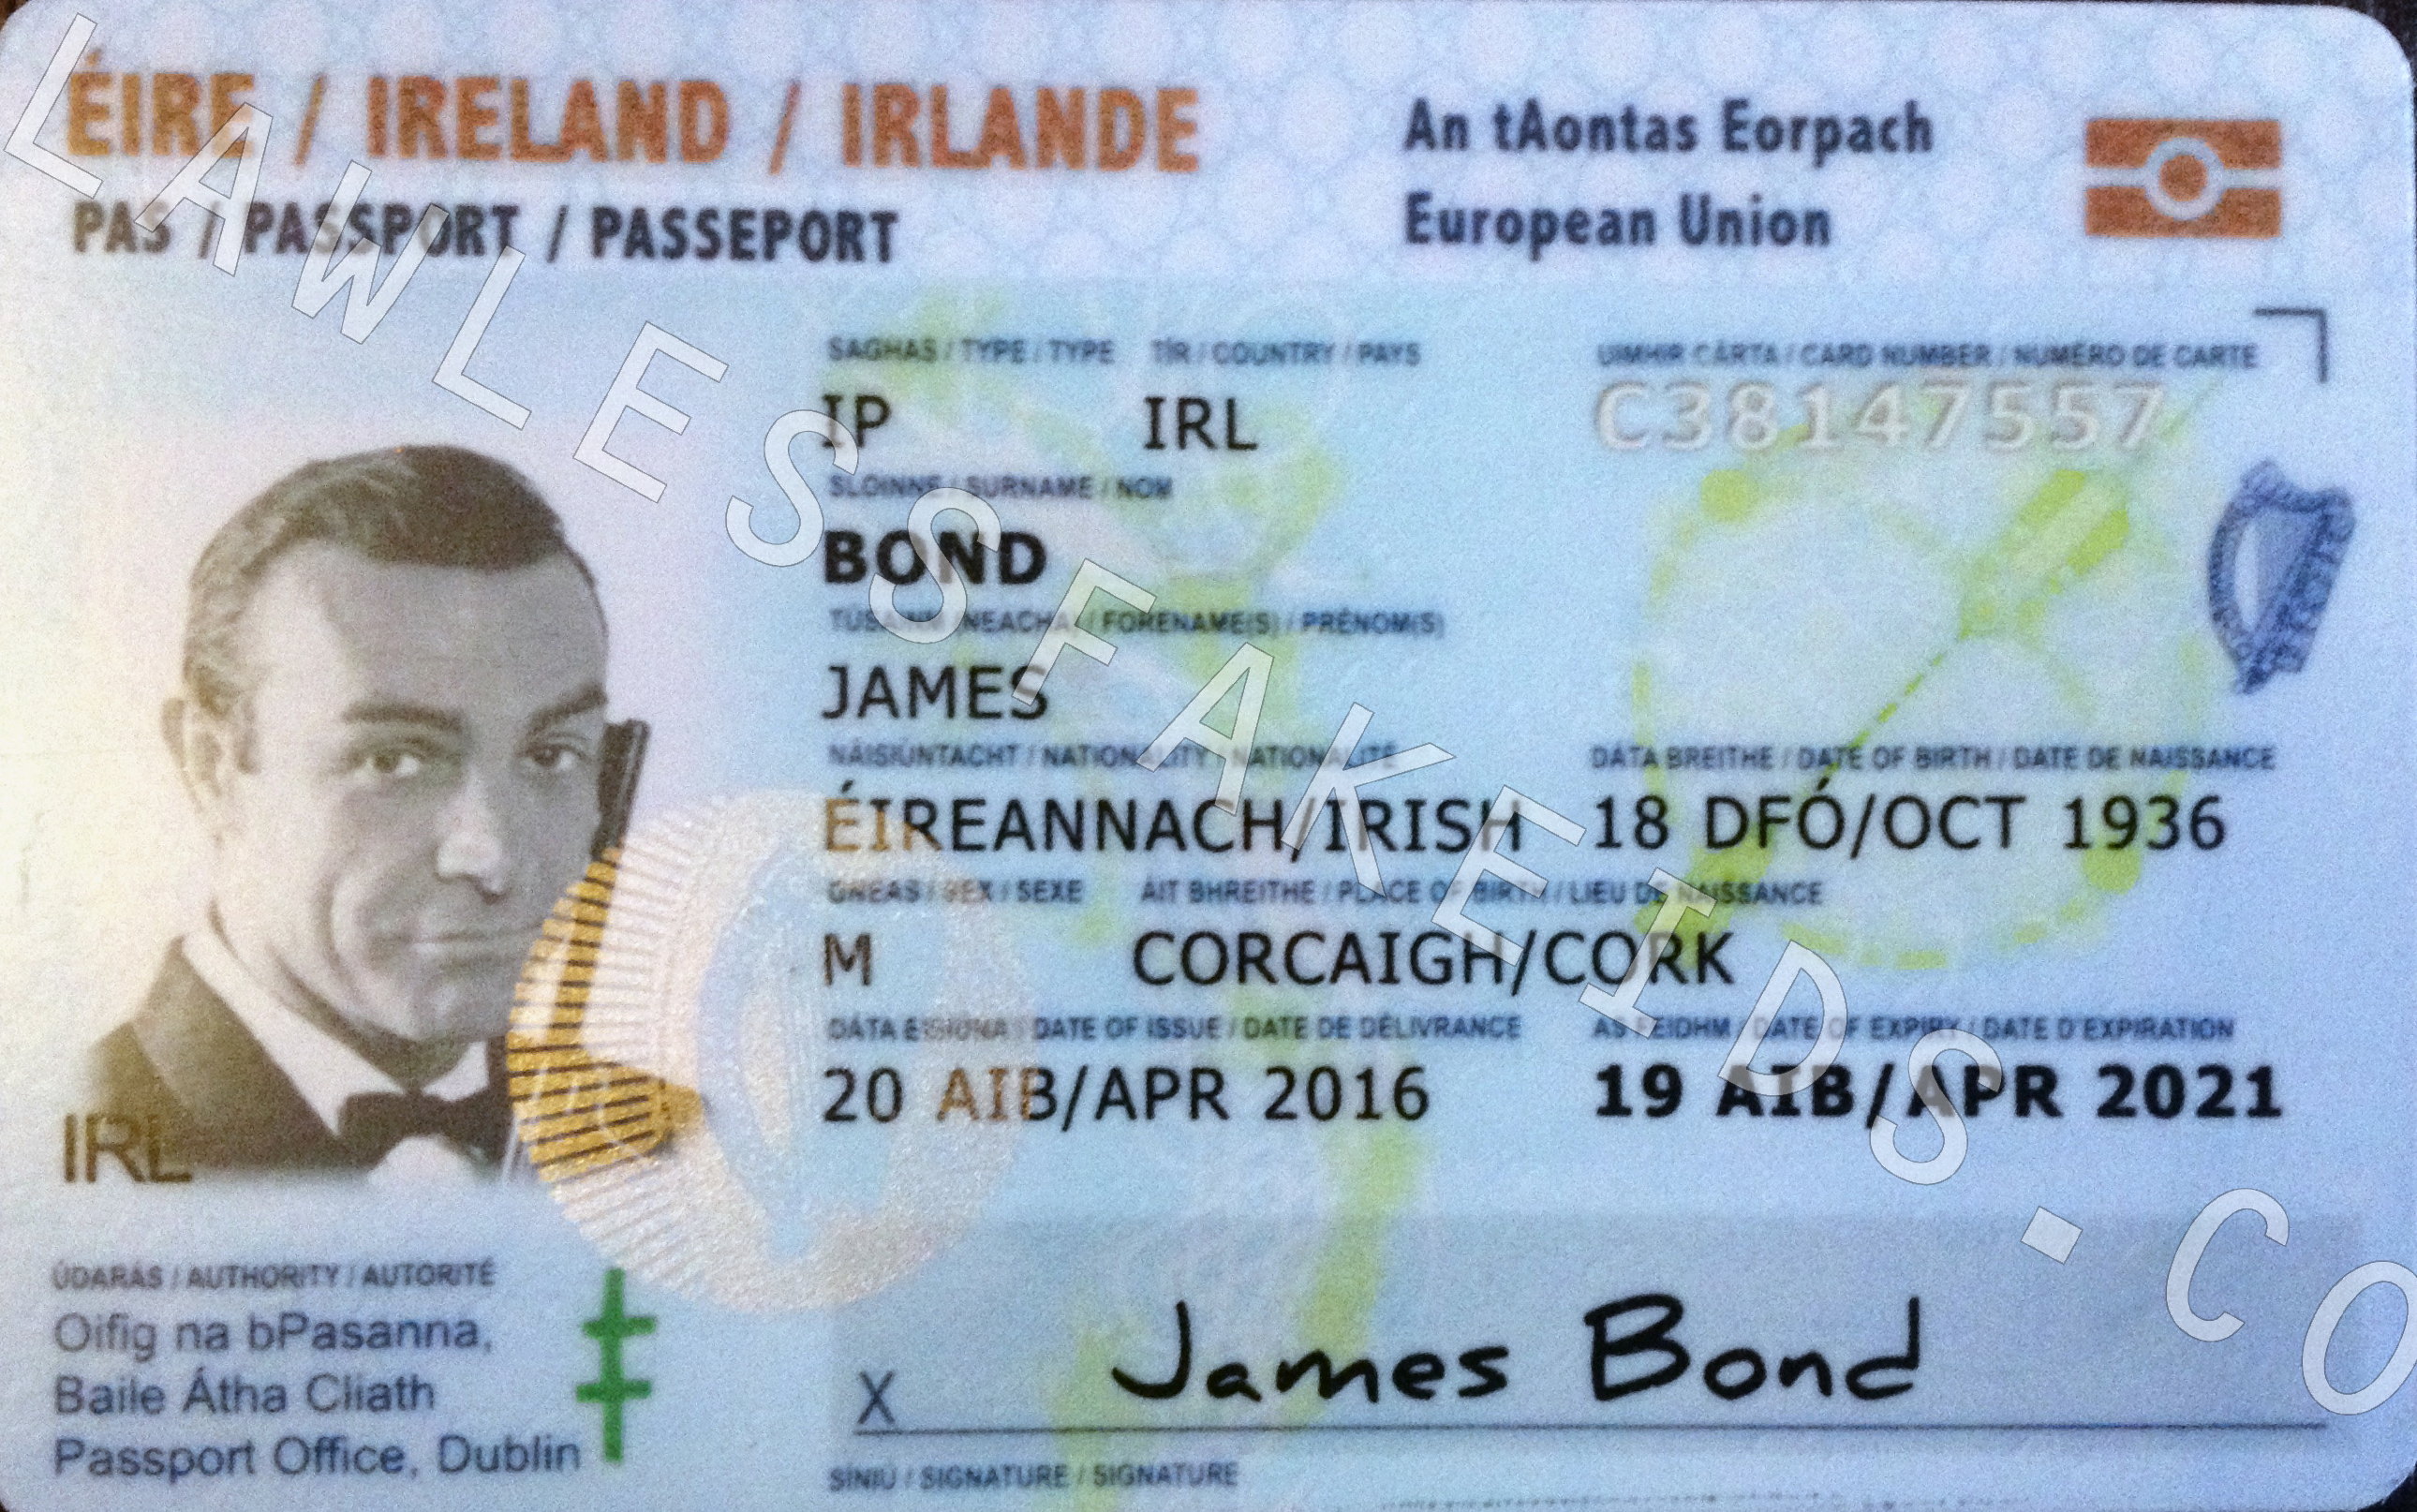 ÉIRE / IRELAND / IRLANDE
PAS / PASSPORT / PASSEPORT
An tAontas Eorpach
European Union
SAGHAS / TYPE / TYPE TÍR / COUNTRY / PAYS UIMHIR CÁRTA / CARD NUMBER / NUMÉRO DE CARTE
IP IRL C38147557
SLOINNE / SURNAME / NOM
BOND
/ FORENAME(S) / PRÉNOM(S)
JAMES
NÁISIÚNTACHT / NATIONALITY / NATIONALITÉ DÁTA BREITHE / DATE OF BIRTH / DATE DE NAISSANCE
ÉIREANNACH/IRISH 18 DFÓ/OCT 1936
GNÉAS / SEX / SEXE ÁIT BHREITHE / PLACE OF BIRTH / LIEU DE NAISSANCE
M CORCAIGH/CORK
DÁTA EISIÚNA / DATE OF ISSUE / DATE DE DÉLIVRANCE AS FEIDHM / DATE OF EXPIRY / DATE D'EXPIRATION
20 AIB/APR 2016 19 AIB/APR 2021
IRL
ÚDARÁS / AUTHORITY / AUTORITÉ
Oifig na bPasanna,
Baile Átha Cliath
Passport Office, Dublin
X James Bond
SÍNIÚ / SIGNATURE / SIGNATURE
LAWLESSFAKEIDS.CO